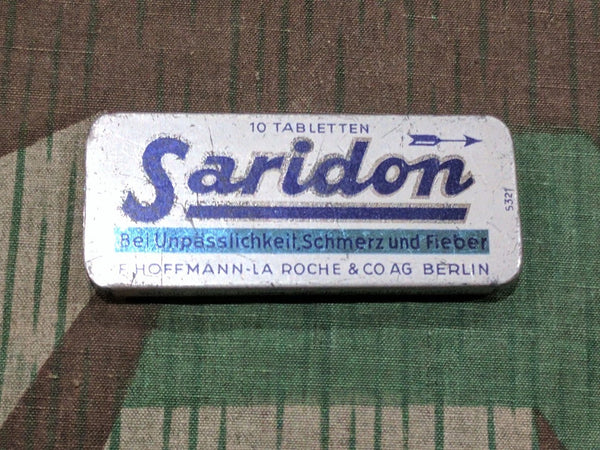 10 TABLETTEN
Saridon
5321
Bei Unpässlichkeit, Schmerz und Fieber
F. HOFFMANN-LA ROCHE & CO AG BERLIN